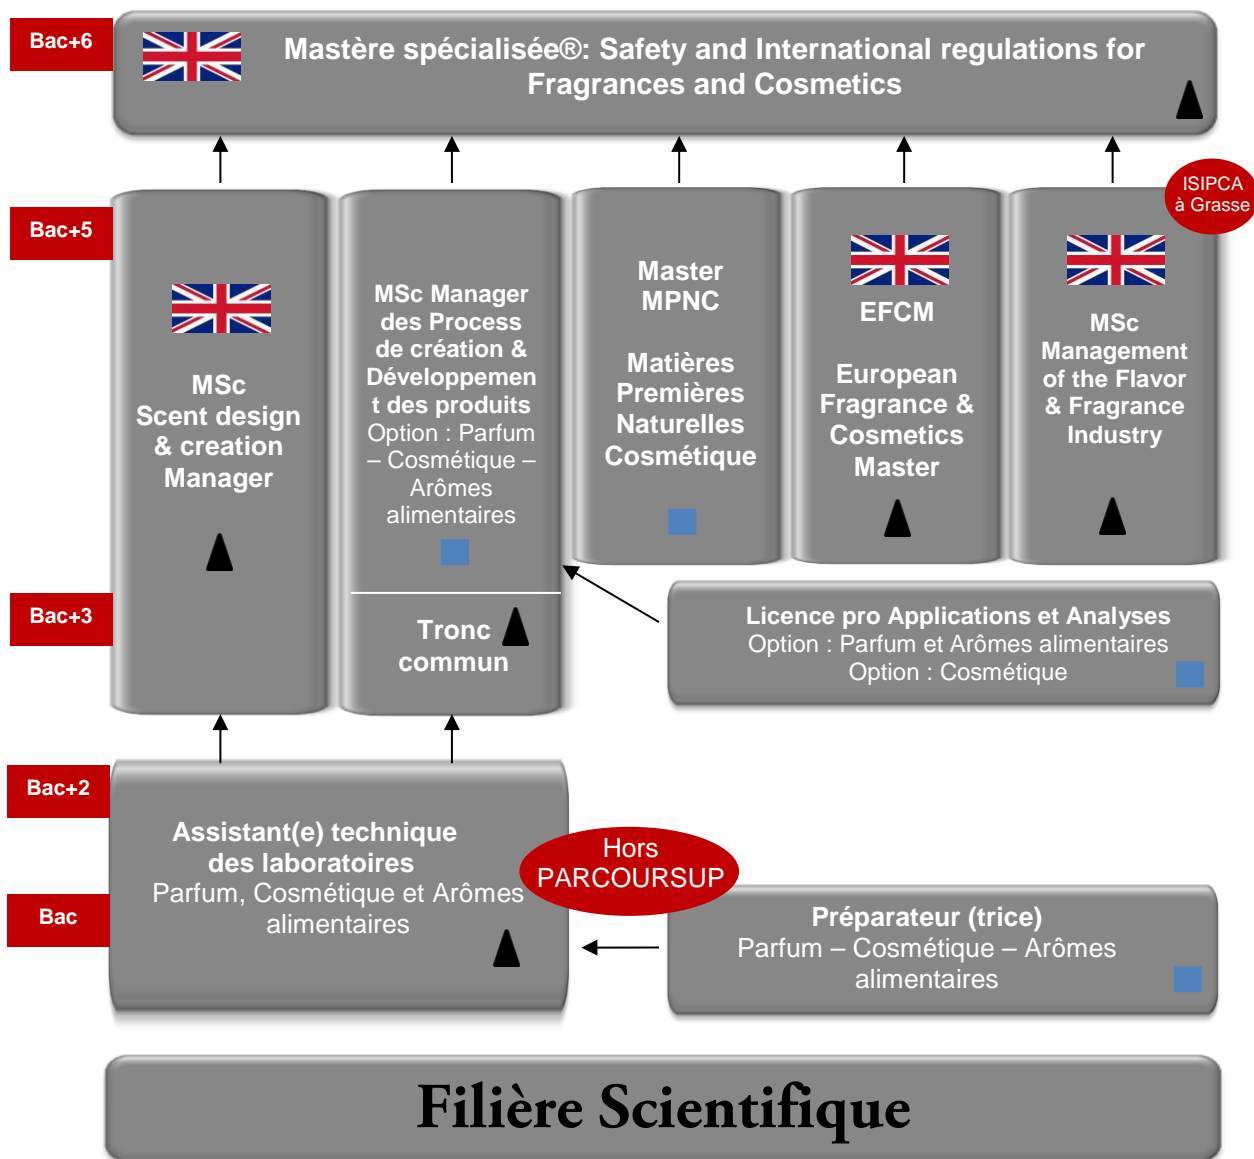 Bac+6
Mastère spécialisée®: Safety and International regulations for
Fragrances and Cosmetics
ISIPCA
à Grasse
Bac+5
MSc
Scent design
& creation
Manager
MSc Manager
des Process
de création &
Développemen
t des produits
Option : Parfum
– Cosmétique –
Arômes
alimentaires
Master
MPNC
Matières
Premières
Naturelles
Cosmétique
EFCM
European
Fragrance &
Cosmetics
Master
MSc
Management
of the Flavor
& Fragrance
Industry
Bac+3
Tronc
commun
Licence pro Applications et Analyses
Option : Parfum et Arômes alimentaires
Option : Cosmétique
Bac+2
Assistant(e) technique
des laboratoires
Parfum, Cosmétique et Arômes
alimentaires
Hors
PARCOURSUP
Bac
Préparateur (trice)
Parfum – Cosmétique – Arômes
alimentaires
Filière Scientifique